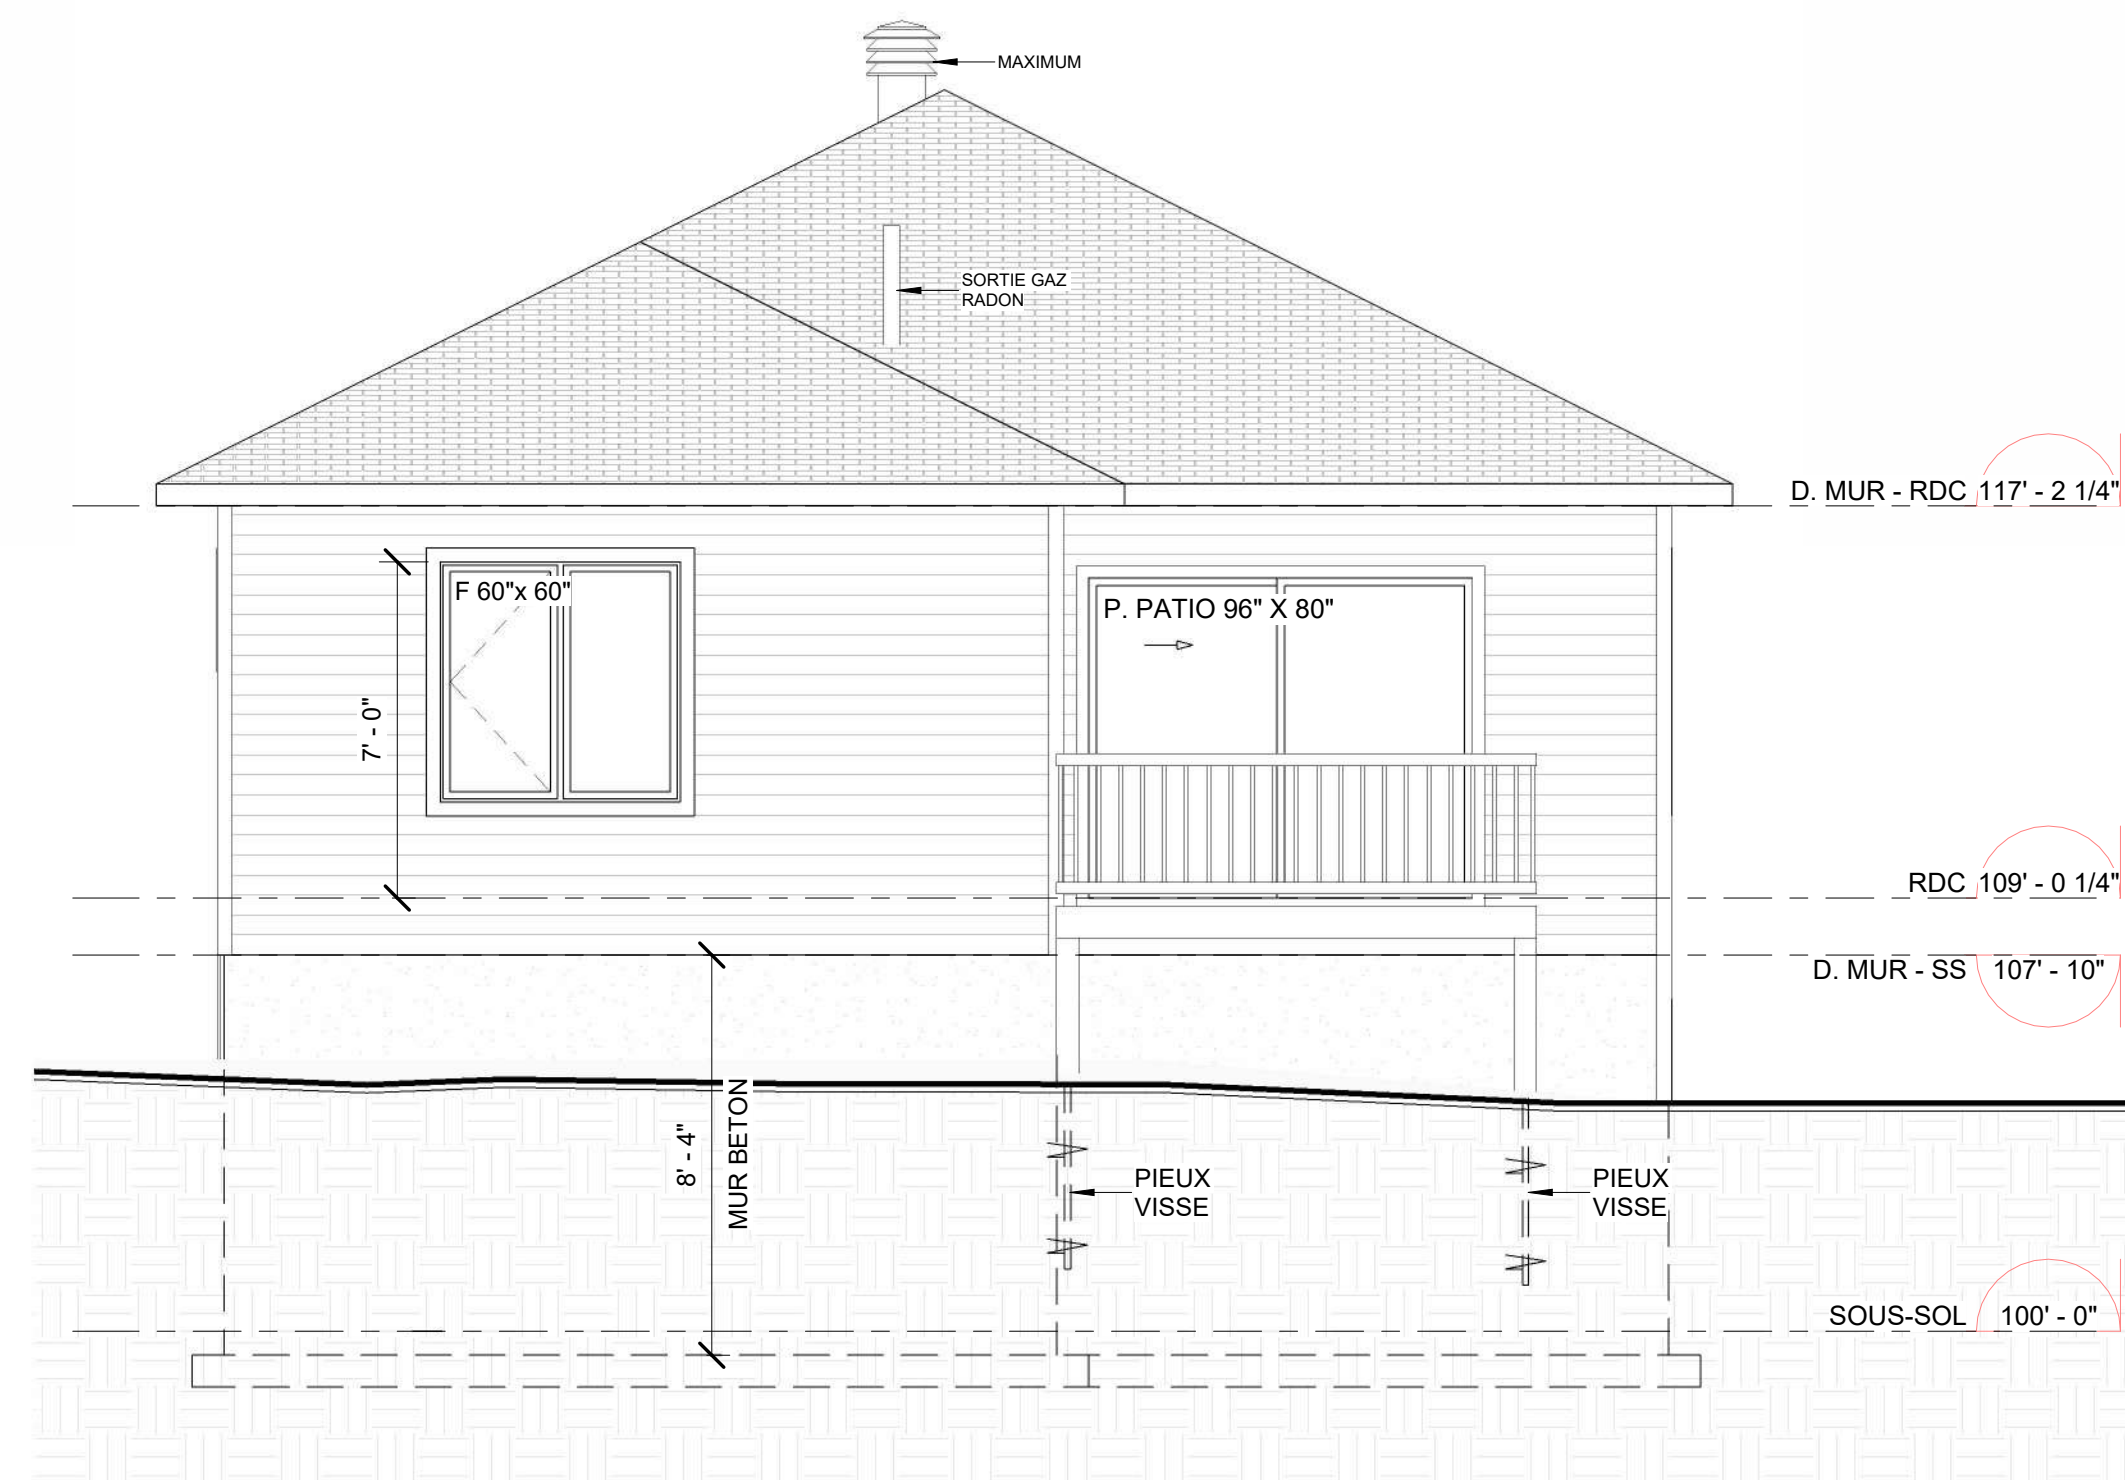 MAXIMUM
SORTIE GAZ
RADON
D. MUR - RDC 117' - 2 1/4"
F 60"x 60"
P. PATIO 96" X 80"
7' - 0"
RDC 109' - 0 1/4"
D. MUR - SS 107' - 10"
8' - 4"
MUR BETON
PIEUX
VISSE
PIEUX
VISSE
SOUS-SOL 100' - 0"